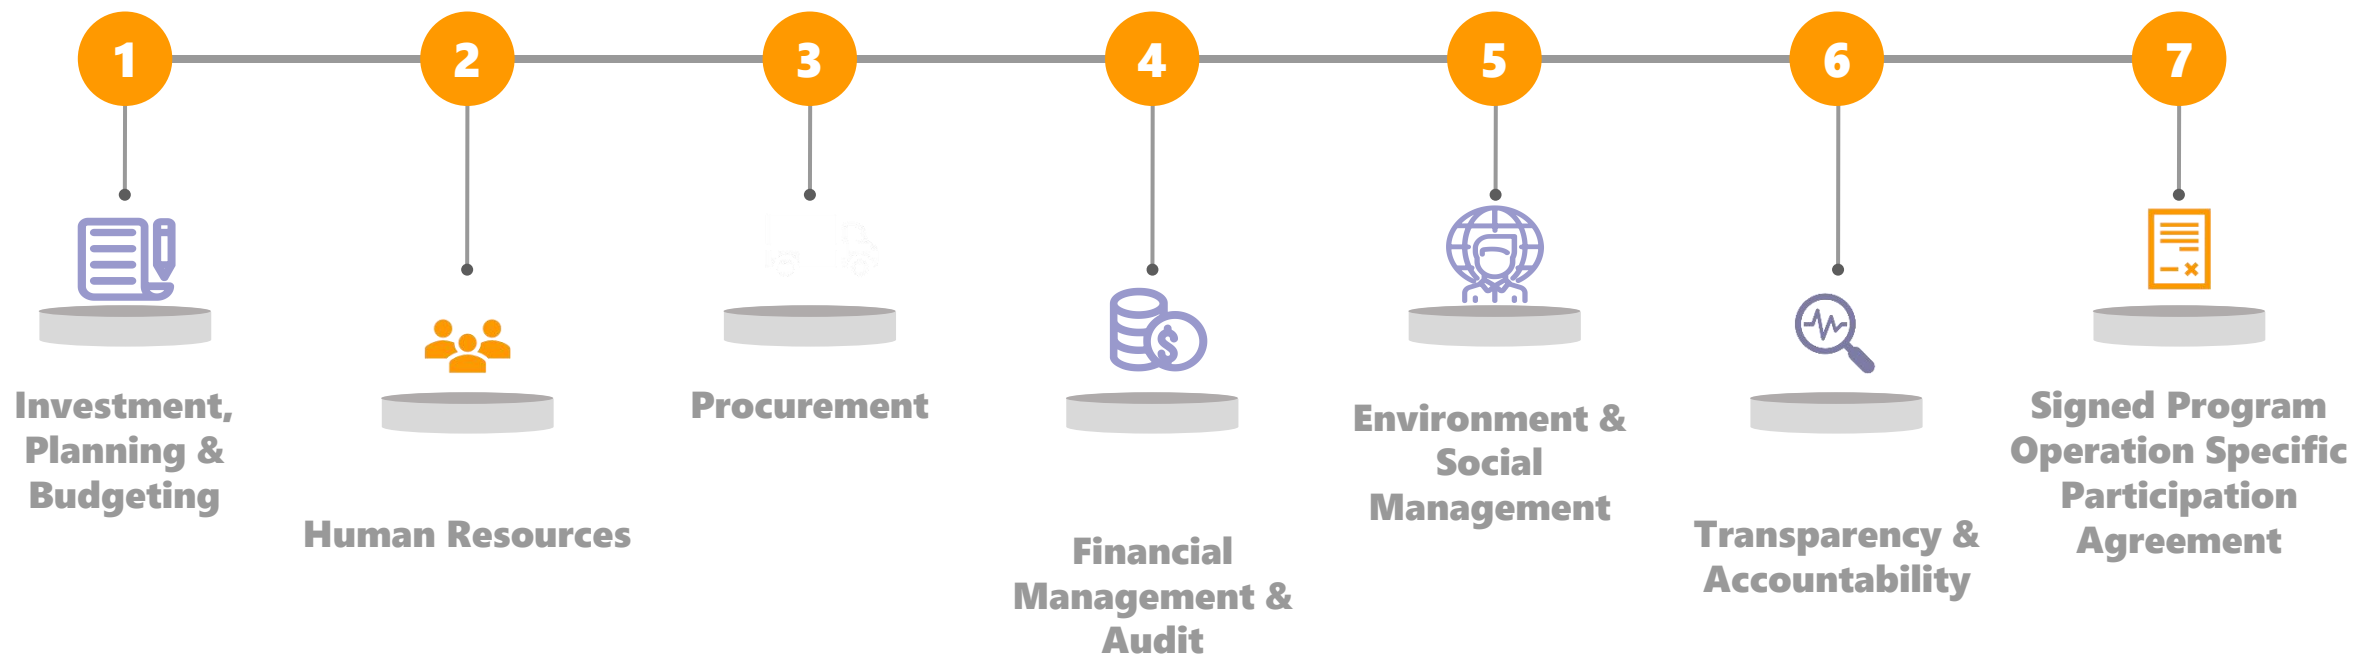 1
2
3
4
5
6
7
Investment,
Planning &
Budgeting
Human Resources
Procurement
Financial
Management &
Audit
Environment &
Social
Management
Transparency &
Accountability
Signed Program
Operation Specific
Participation
Agreement